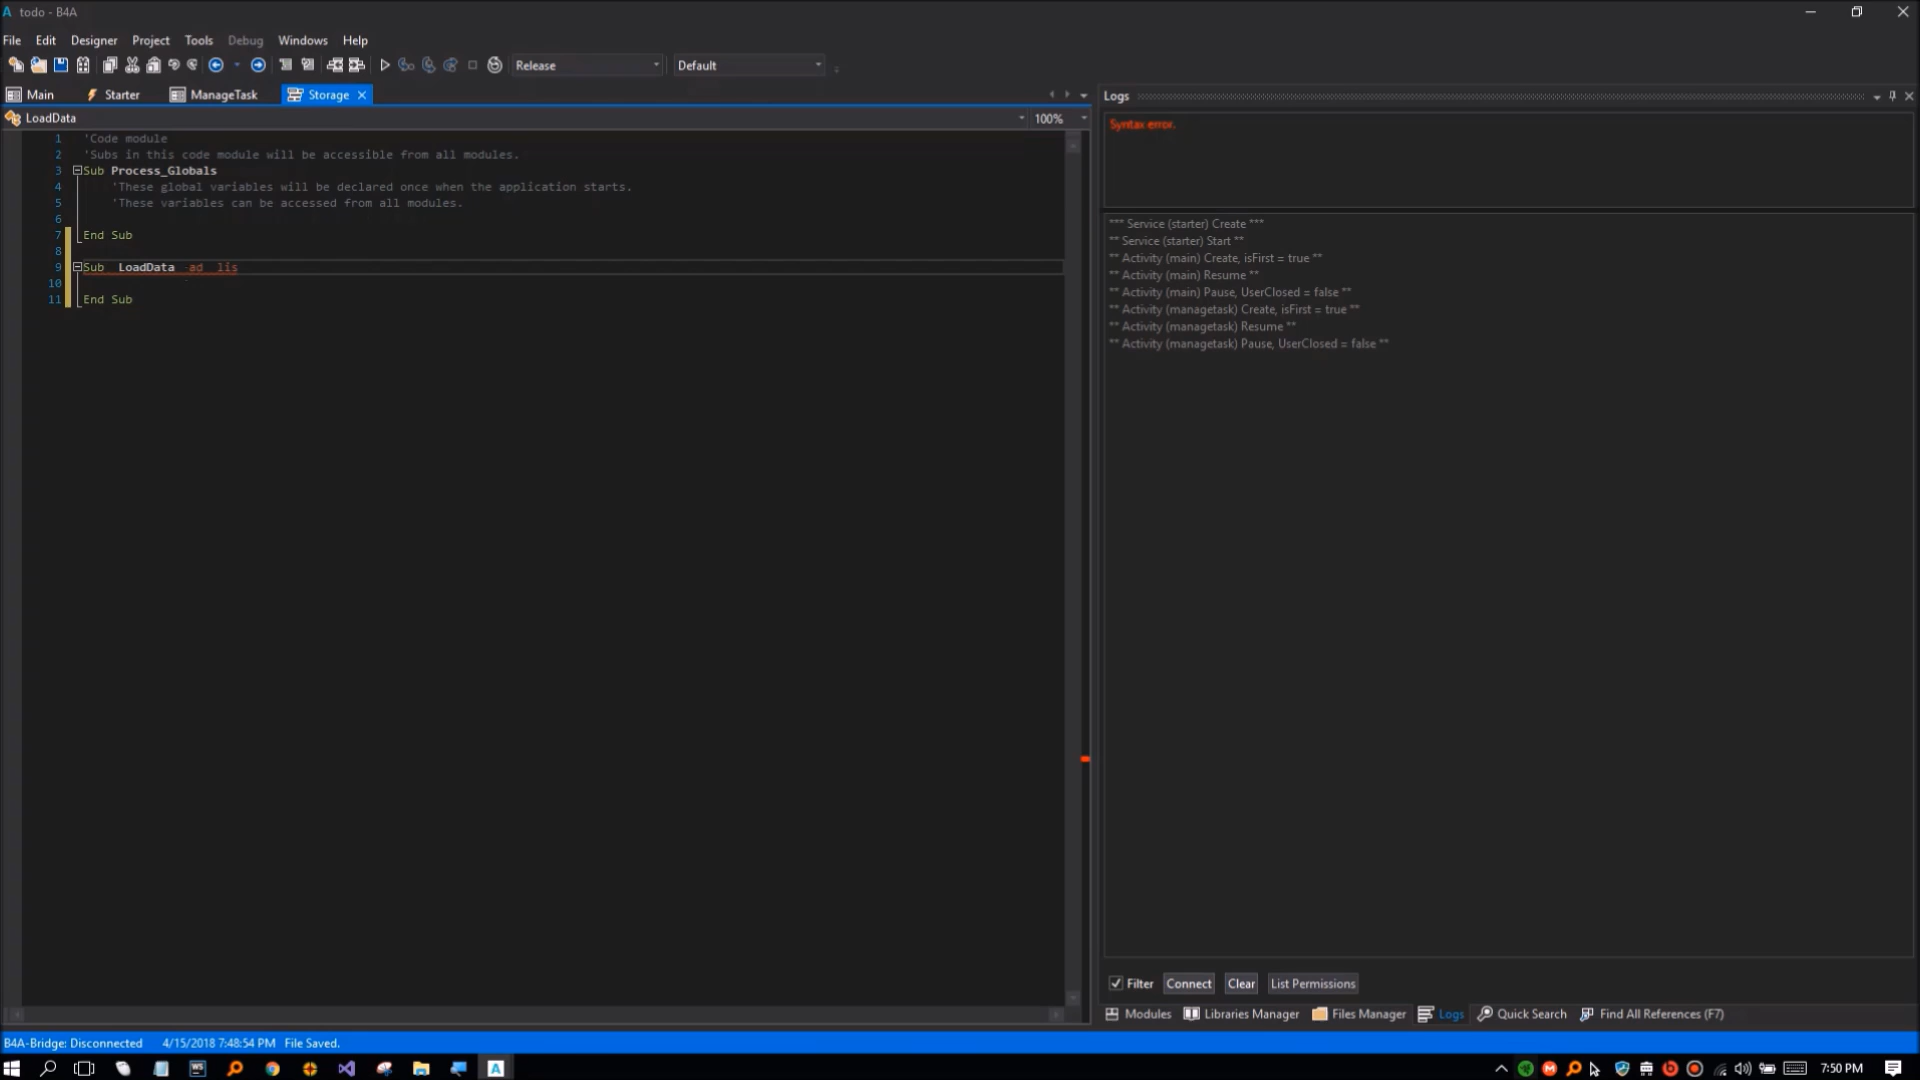 todo - B4A
File Edit Designer Project Tools Debug Windows Help
Release Default
Main Starter ManageTask Storage
LoadData 100%
1 'Code module
2 'Subs in this code module will be accessible from all modules.
3 Sub Process_Globals
4 'These global variables will be declared once when the application starts.
5 'These variables can be accessed from all modules.
6
7 End Sub
8
9 Sub LoadData ad lis
10
11 End Sub
Logs
Syntax error.
*** Service (starter) Create ***
** Service (starter) Start **
** Activity (main) Create, isFirst = true **
** Activity (main) Resume **
** Activity (main) Pause, UserClosed = false **
** Activity (managetask) Create, isFirst = true **
** Activity (managetask) Resume **
** Activity (managetask) Pause, UserClosed = false **
Filter Connect Clear List Permissions
Modules Libraries Manager Files Manager Logs Quick Search Find All References (F7)
B4A-Bridge: Disconnected 4/15/2018 7:48:54 PM File Saved.
7:50 PM